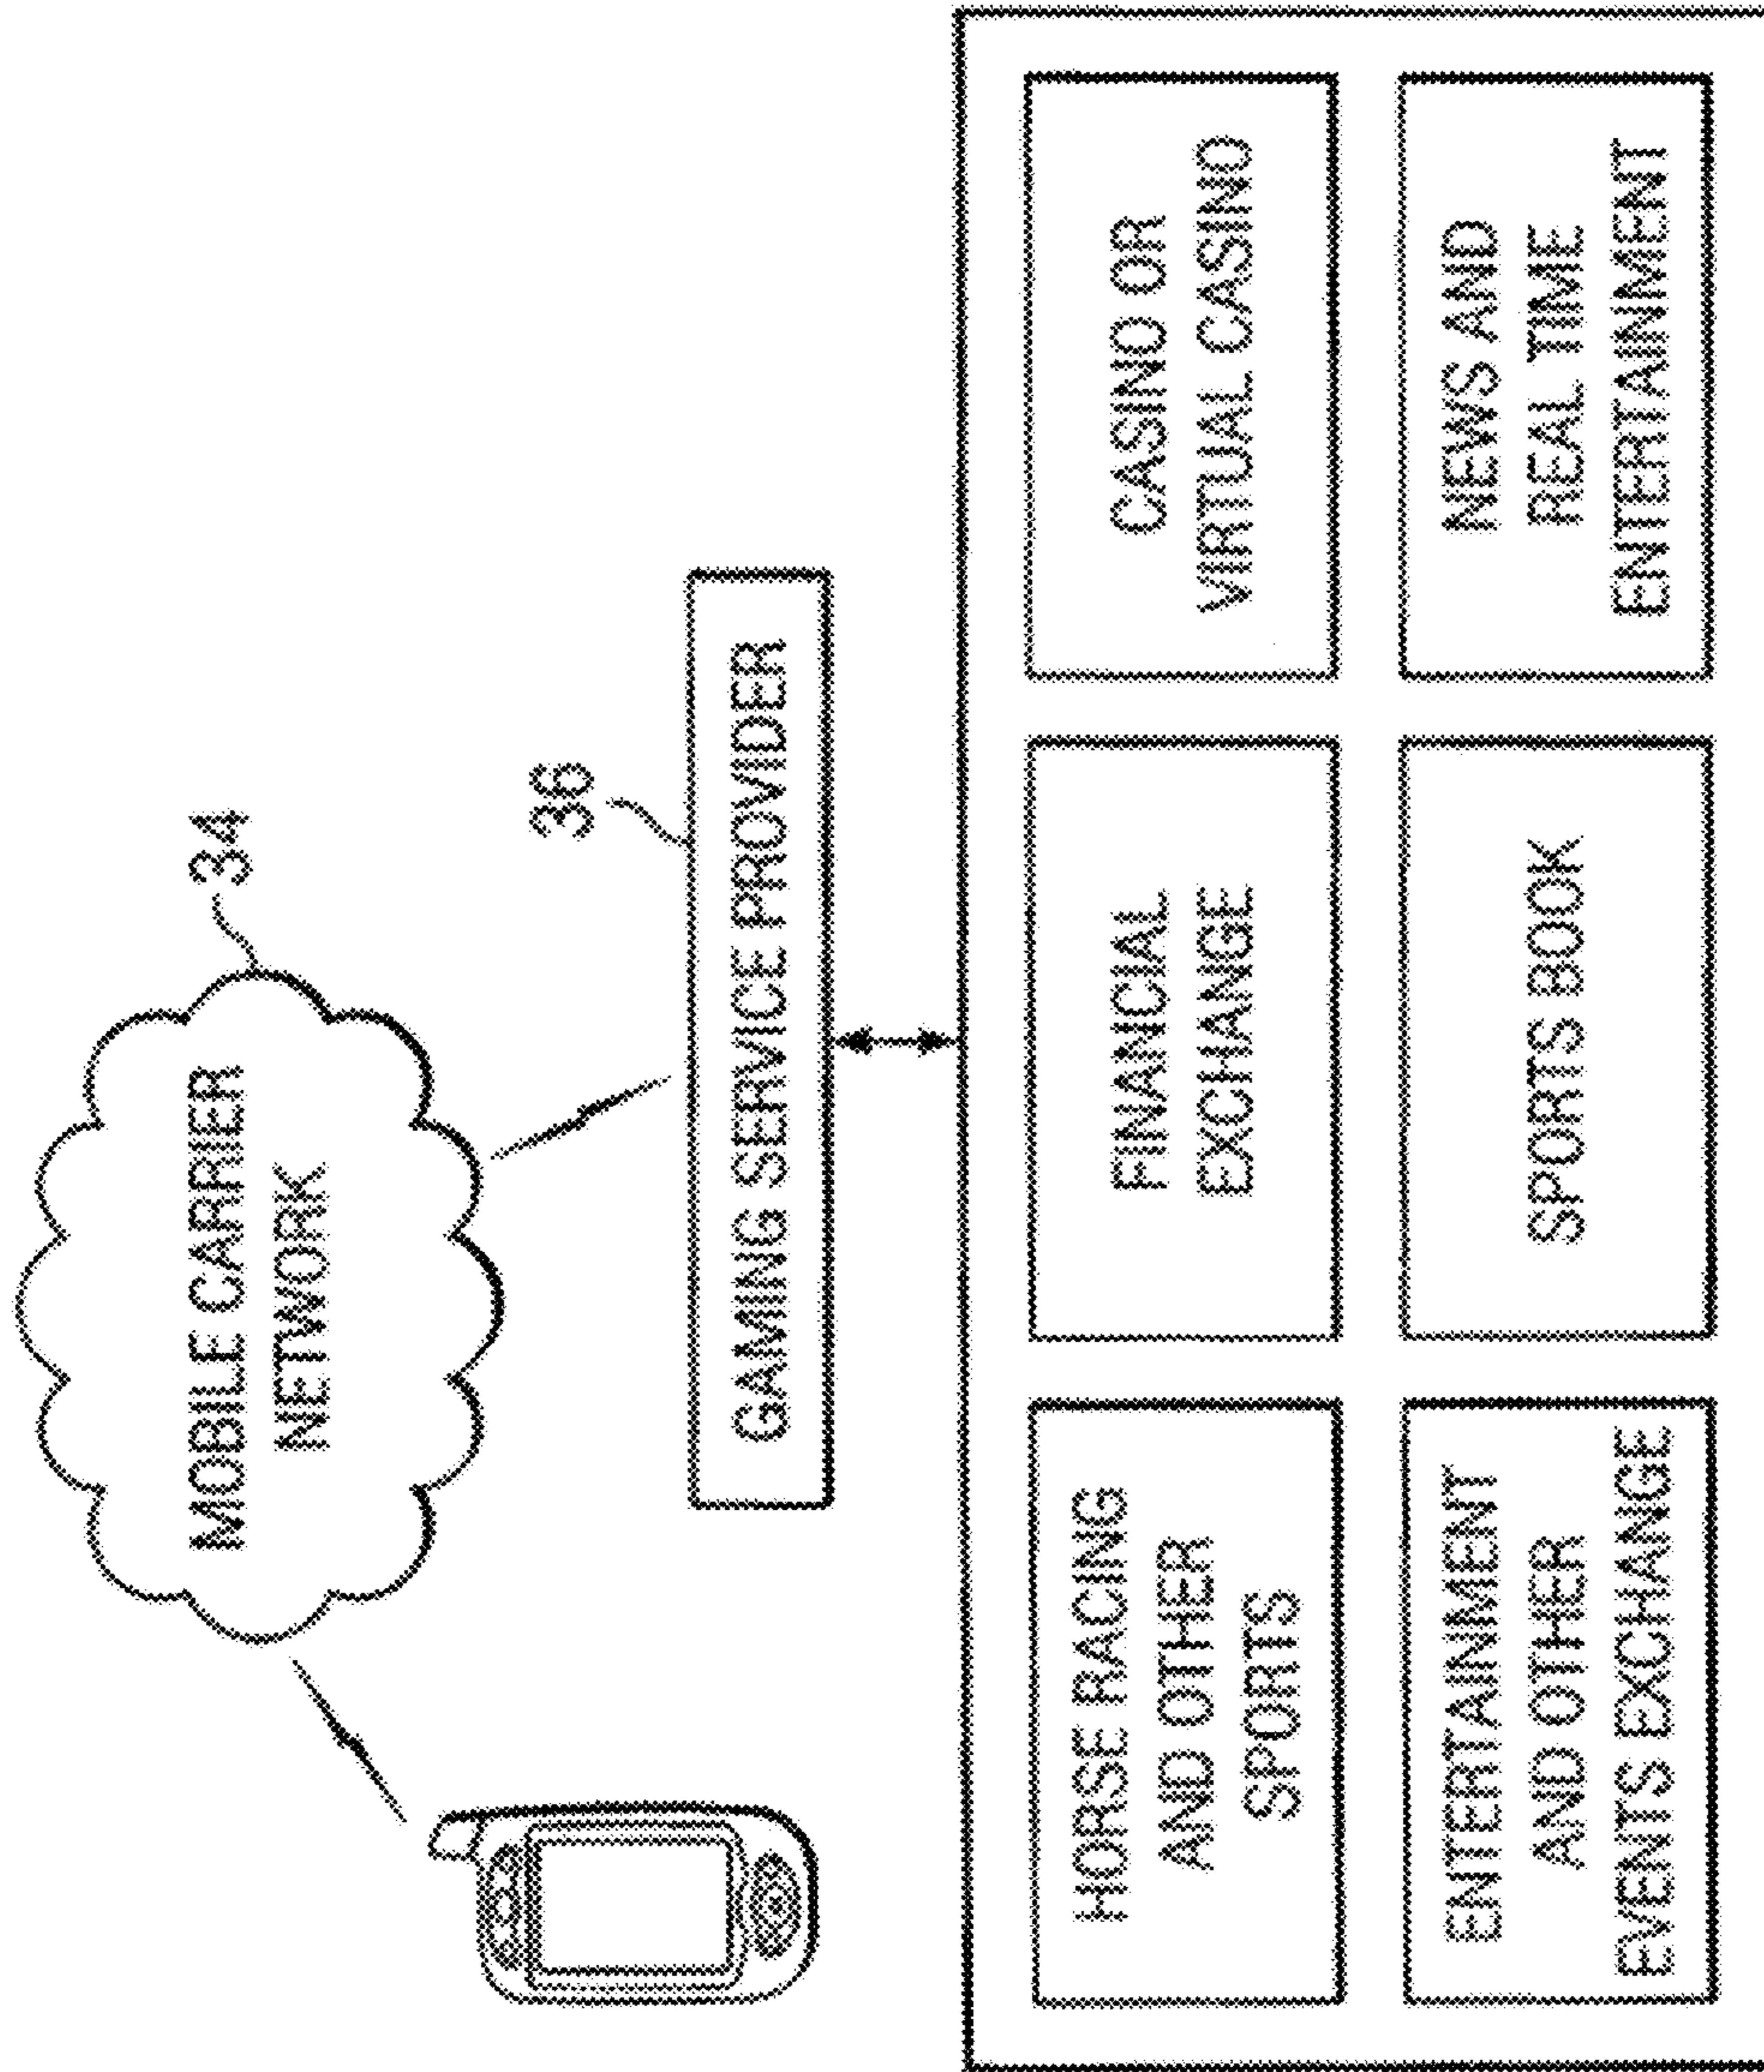 MOBILE CARRIER
NETWORK
34
36
GAMING SERVICE PROVIDER
HORSE RACING
AND OTHER
SPORTS
FINANCIAL
EXCHANGE
CASINO OR
VIRTUAL CASINO
ENTERTAINMENT
AND OTHER
EVENTS EXCHANGE
SPORTS BOOK
NEWS AND
REAL TIME
ENTERTAINMENT